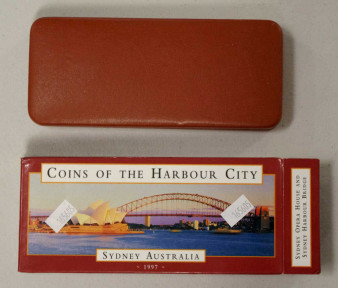 COINS OF THE HARBOUR CITY
SYDNEY AUSTRALIA
· 1997 ·
SYDNEY OPERA HOUSE AND
SYDNEY HARBOUR BRIDGE